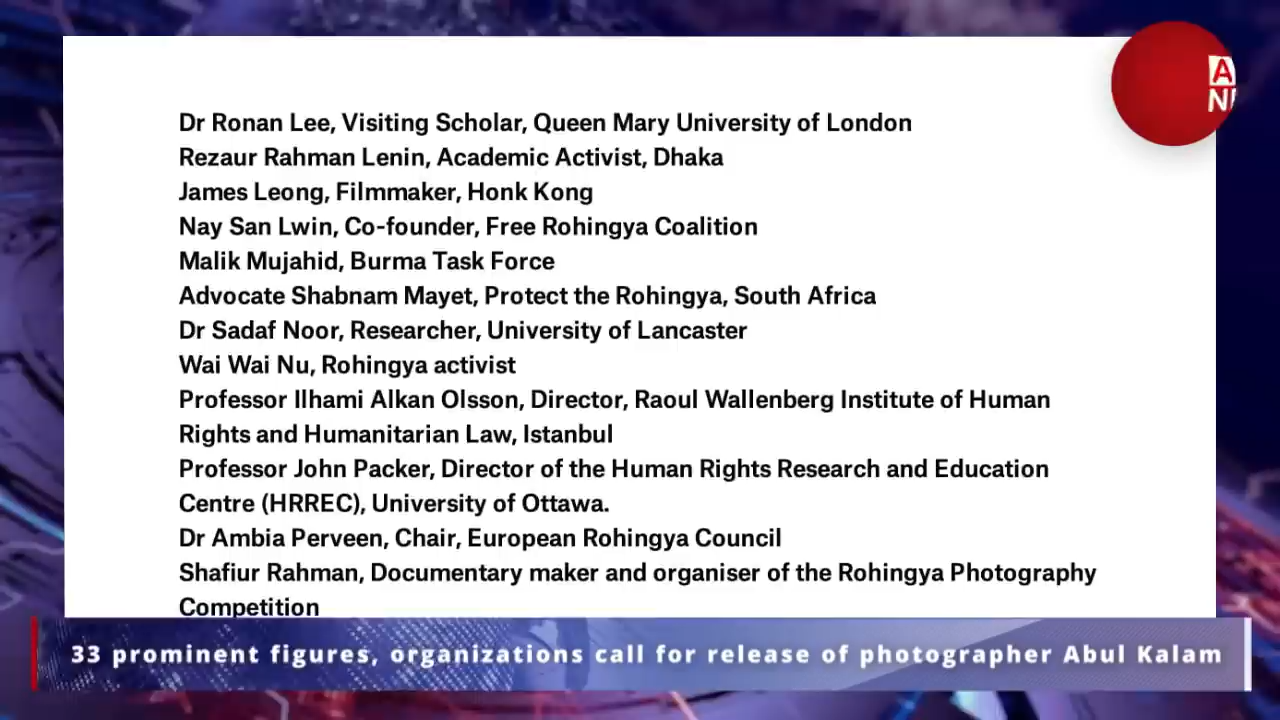 Dr Ronan Lee, Visiting Scholar, Queen Mary University of London
Rezaur Rahman Lenin, Academic Activist, Dhaka
James Leong, Filmmaker, Honk Kong
Nay San Lwin, Co-founder, Free Rohingya Coalition
Malik Mujahid, Burma Task Force
Advocate Shabnam Mayet, Protect the Rohingya, South Africa
Dr Sadaf Noor, Researcher, University of Lancaster
Wai Wai Nu, Rohingya activist
Professor Ilhami Alkan Olsson, Director, Raoul Wallenberg Institute of Human
Rights and Humanitarian Law, Istanbul
Professor John Packer, Director of the Human Rights Research and Education
Centre (HRREC), University of Ottawa.
Dr Ambia Perveen, Chair, European Rohingya Council
Shafiur Rahman, Documentary maker and organiser of the Rohingya Photography
Competition
33 prominent figures, organizations call for release of photographer Abul Kalam